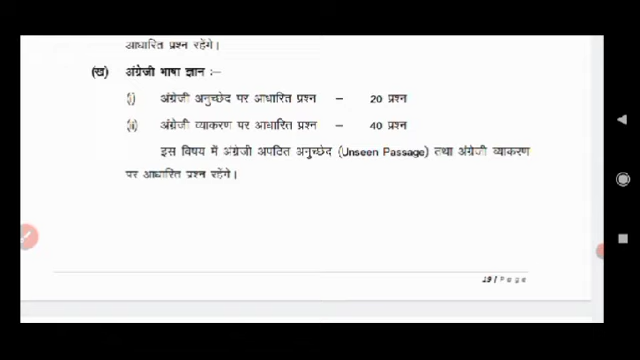 आधारित प्रश्न रहेंगे।
(ख) अंग्रेजी भाषा ज्ञान :–
(i) अंग्रेजी अनुच्छेद पर आधारित प्रश्न – 20 प्रश्न
(ii) अंग्रेजी व्याकरण पर आधारित प्रश्न – 40 प्रश्न
इस विषय में अंग्रेजी अपठित अनुच्छेद (Unseen Passage) तथा अंग्रेजी व्याकरण
पर आधारित प्रश्न रहेंगे।
19 | Page